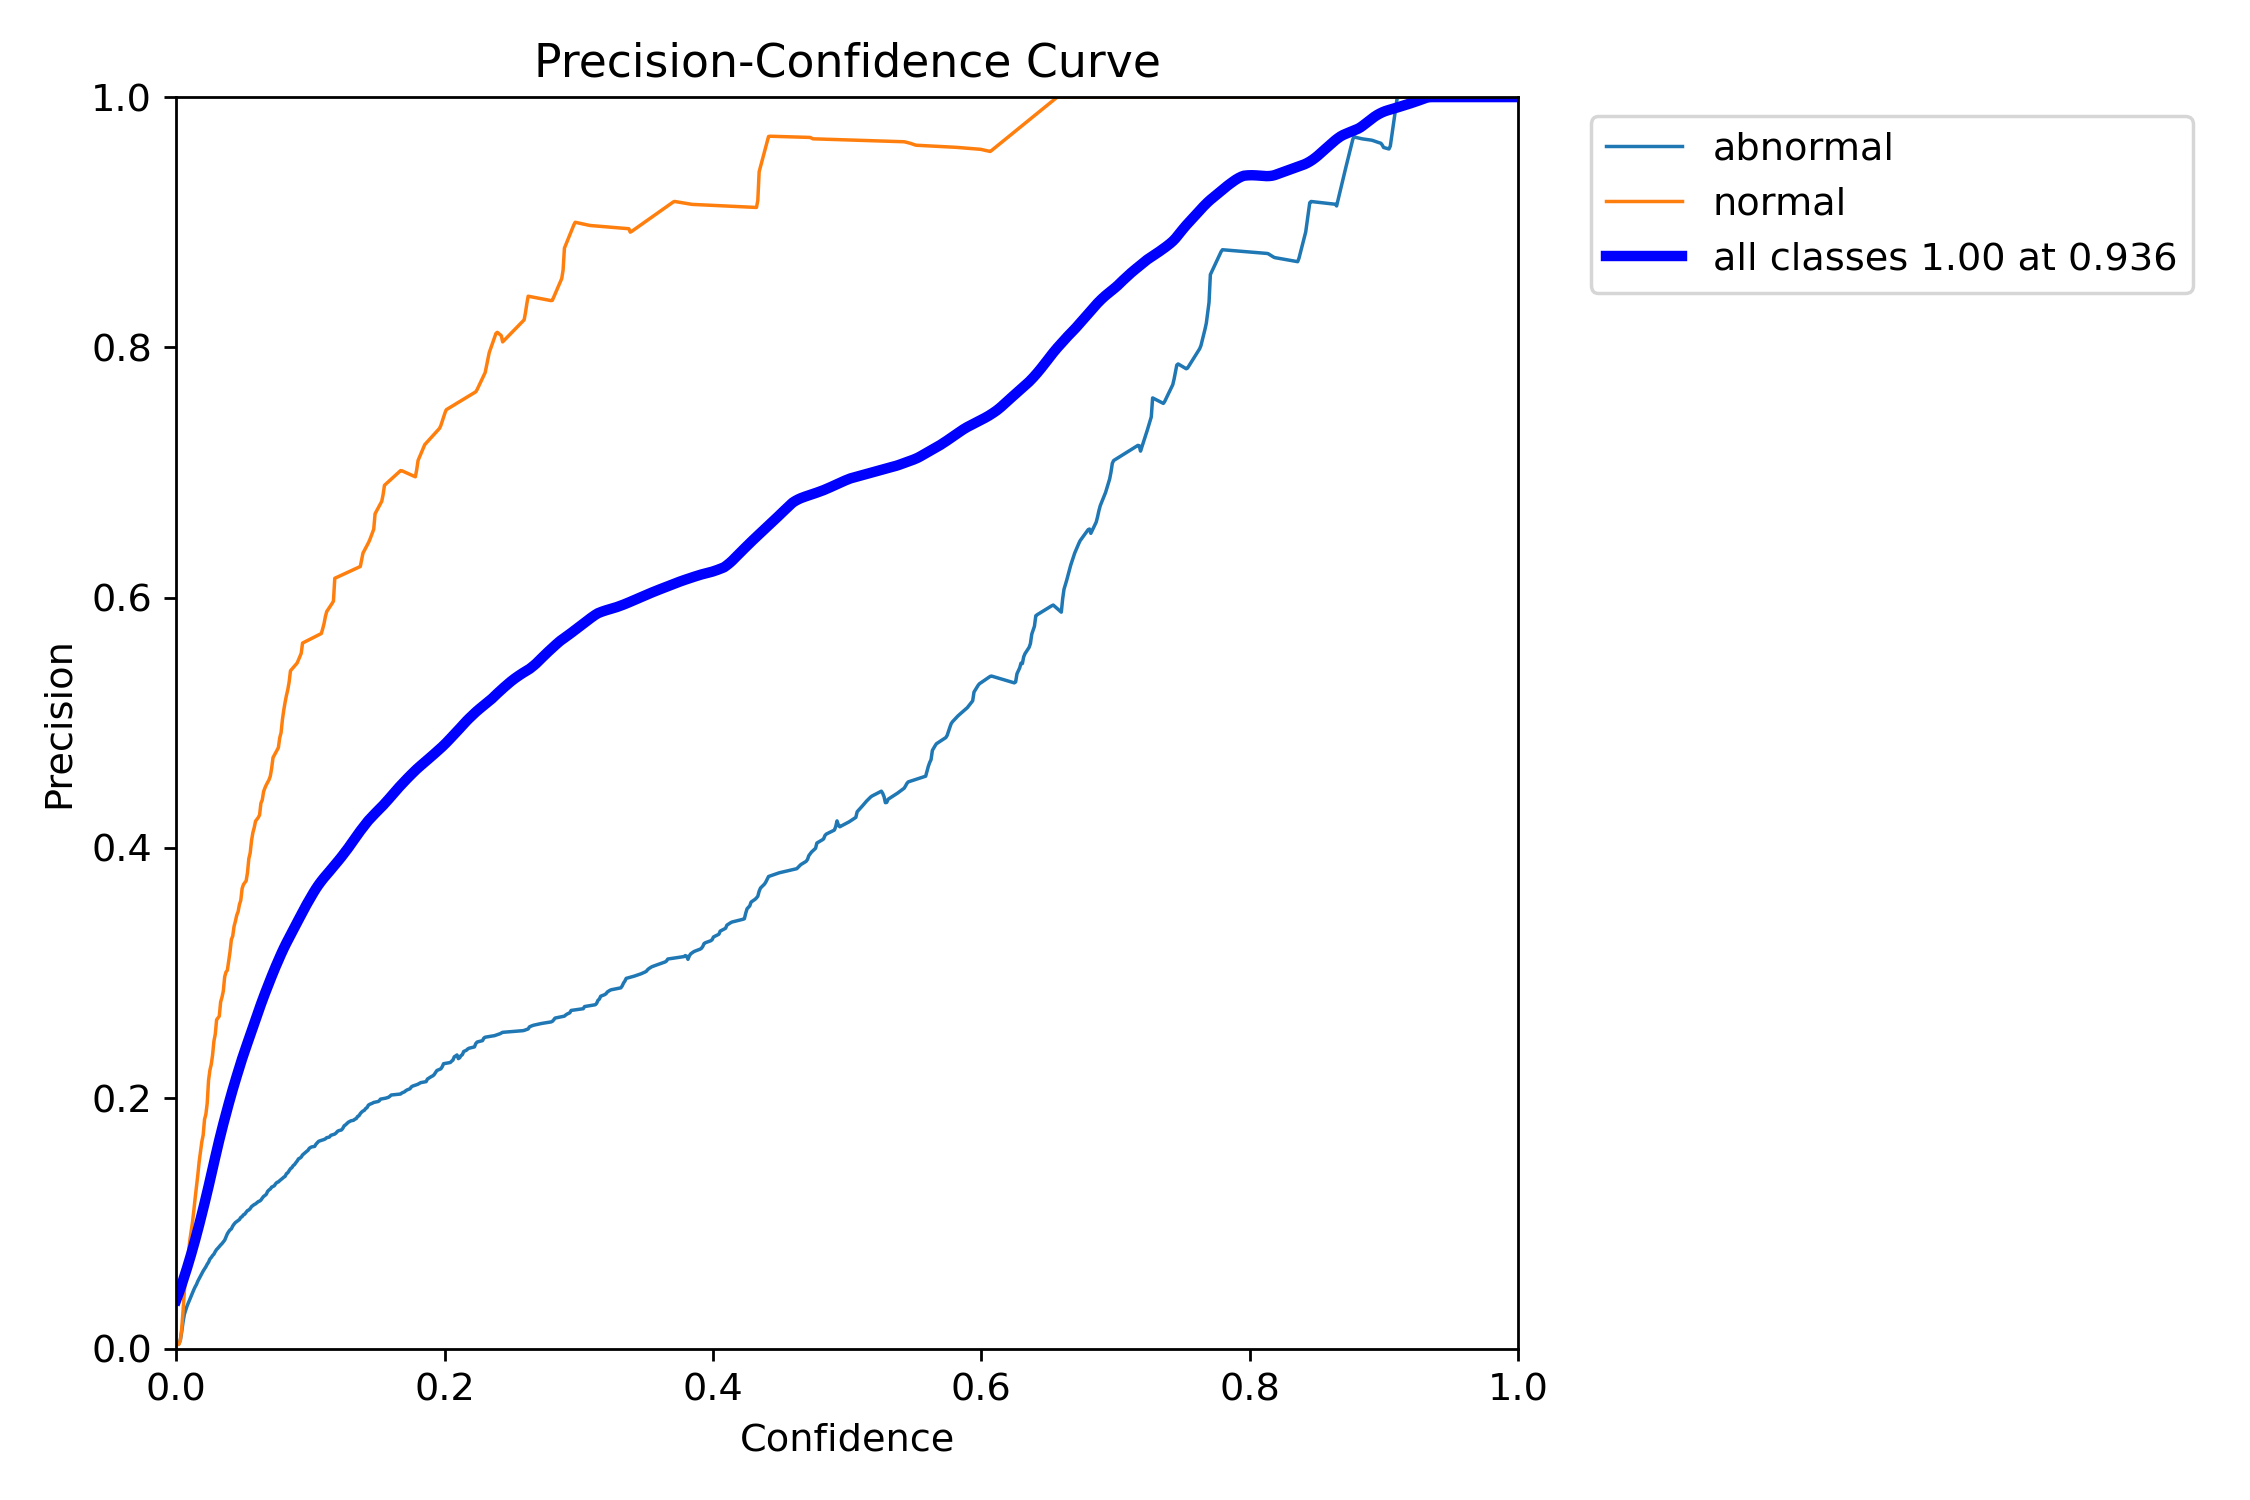 Precision-Confidence Curve
1.0
0.8
0.6
0.4
0.2
0.0
Precision
0.0 0.2 0.4 0.6 0.8 1.0
Confidence
abnormal
normal
all classes 1.00 at 0.936